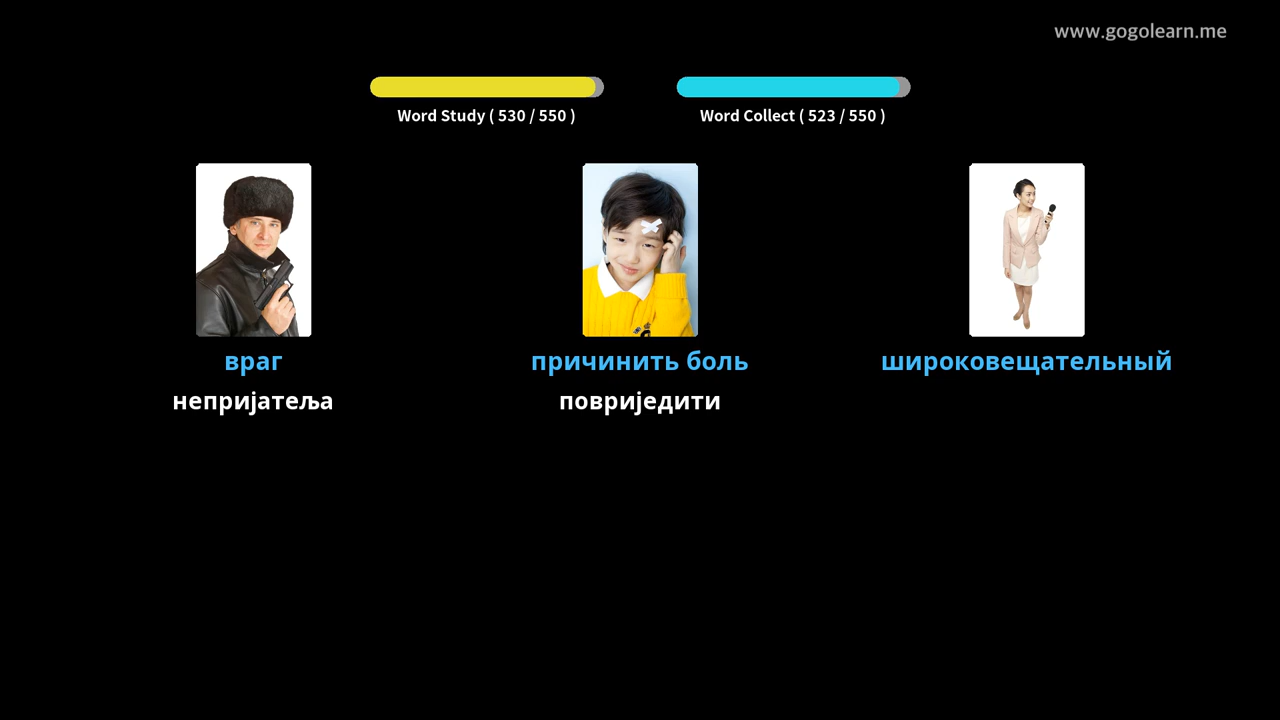 www.gogolearn.me
Word Study ( 530 / 550 )
Word Collect ( 523 / 550 )
враг
причинить боль
широковещательный
непријатеља
повриједити